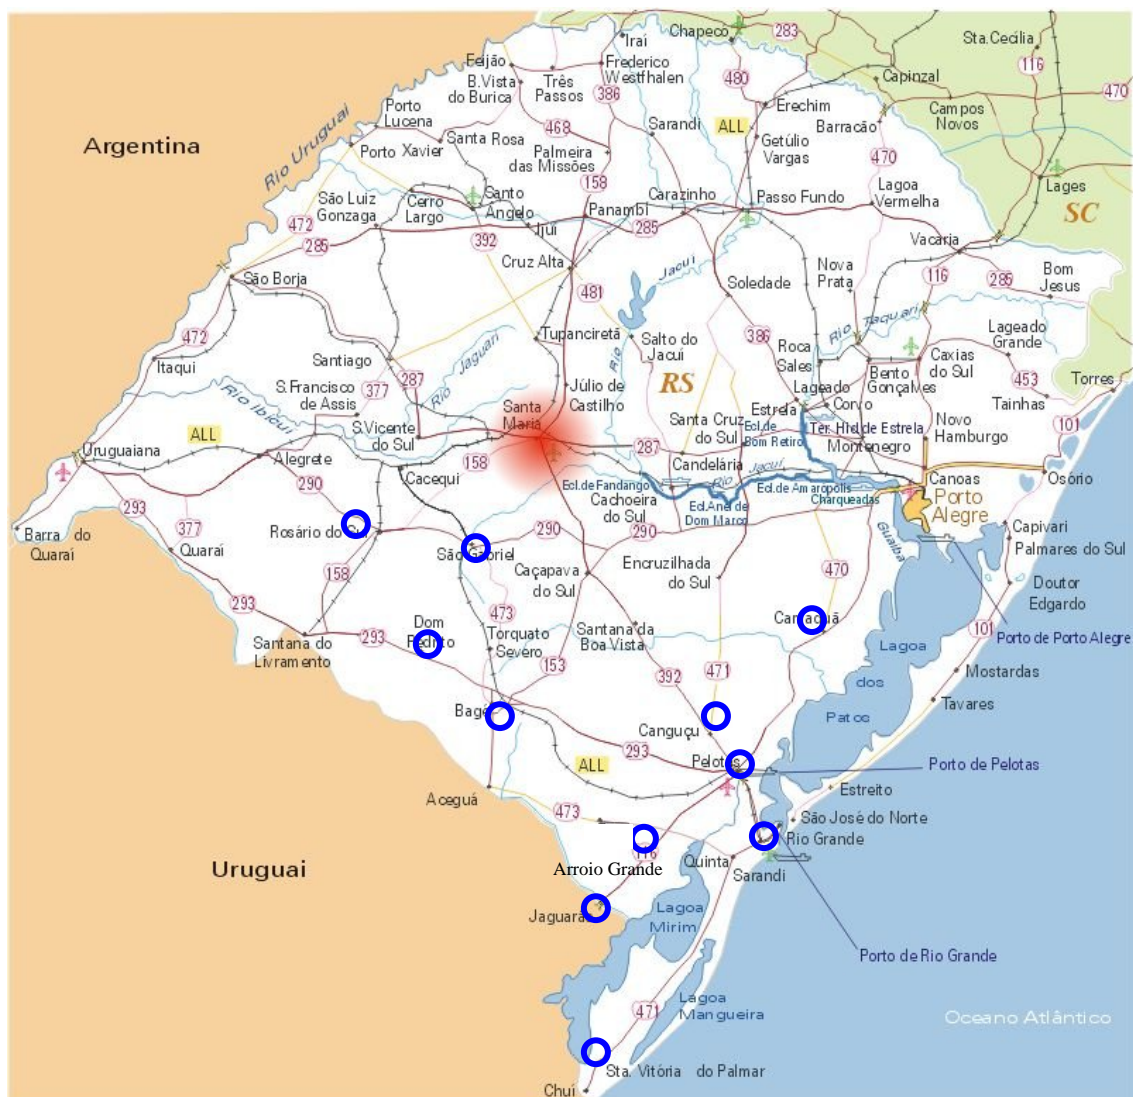 Iraí
Chapecó
283
Sta. Cecília
116
Feijão
Frederico
Westfhalen
B.Vista
do Burica
Três
Passos
386
480
Capinzal
470
Porto
Lucena
Erechim
Campos
Novos
Rio Uruguai
ALL
Barracão
Argentina
Santa Rosa
468
Sarandi
Getúlio
Vargas
Porto Xavier
Palmeira
das Missões
470
158
Lages
São Luiz
Gonzaga
Cerro
Largo
Santo
Angelo
Carazinho
Passo Fundo
Lagoa
Vermelha
SC
472
Panambi
Ijuí
285
392
285
Vacaria
Cruz Alta
Jacuí
Nova
Prata
116
285
Bom
Jesus
São Borja
Soledade
481
Rio Taquari
472
Tupanciretã
Salto do
Jacuí
386
Lageado
Grande
Itaqui
Santiago
Rio Jaguari
Rio
Roca
Sales
Bento
Gonçalves
Caxias
do Sul
S. Francisco
de Assis
377
287
Júlio de
Castilho
RS
453
Torres
Lageado
Tainhas
Rio Ibicuí
Santa
Maria
Estrela
Corvo
S.Vicente
do Sul
Santa Cruz
do Sul
Ecl.de
Bom Retiro
Ter. Hid. de Estrela
Novo
Hamburgo
101
ALL
287
Montenegro
Uruguaiana
Alegrete
158
Candelária
Jacuí
Canoas
Cacequi
Ecl.de Fandango
Rio
Ecl.de Amarópolis
Osório
290
Cachoeira
do Sul
Ecl.Anel de
Dom Marco
Charqueadas
Porto
Alegre
293
377
Barra do
Quaraí
Rosário do Sul
290
290
Guaíba
Capivari
Quaraí
São Gabriel
Palmares do Sul
Caçapava
do Sul
Encruzilhada
do Sul
470
158
473
Doutor
Edgardo
293
293
Dom
Pedrito
Torquato
Severo
Santana da
Boa Vista
Camaquã
101
Porto de Porto Alegre
Santana do
Livramento
153
Lagoa
392
471
dos
Mostardas
Bagé
Patos
Tavares
Canguçu
293
ALL
Pelotas
Porto de Pelotas
Aceguá
Estreito
473
São José do Norte
116
Rio Grande
Uruguai
Arroio Grande
Quinta
Sarandi
Jaguarão
Lagoa
Mirim
Porto de Rio Grande
Lagoa
Mangueira
471
Oceano Atlântico
Sta. Vitória do Palmar
Chuí